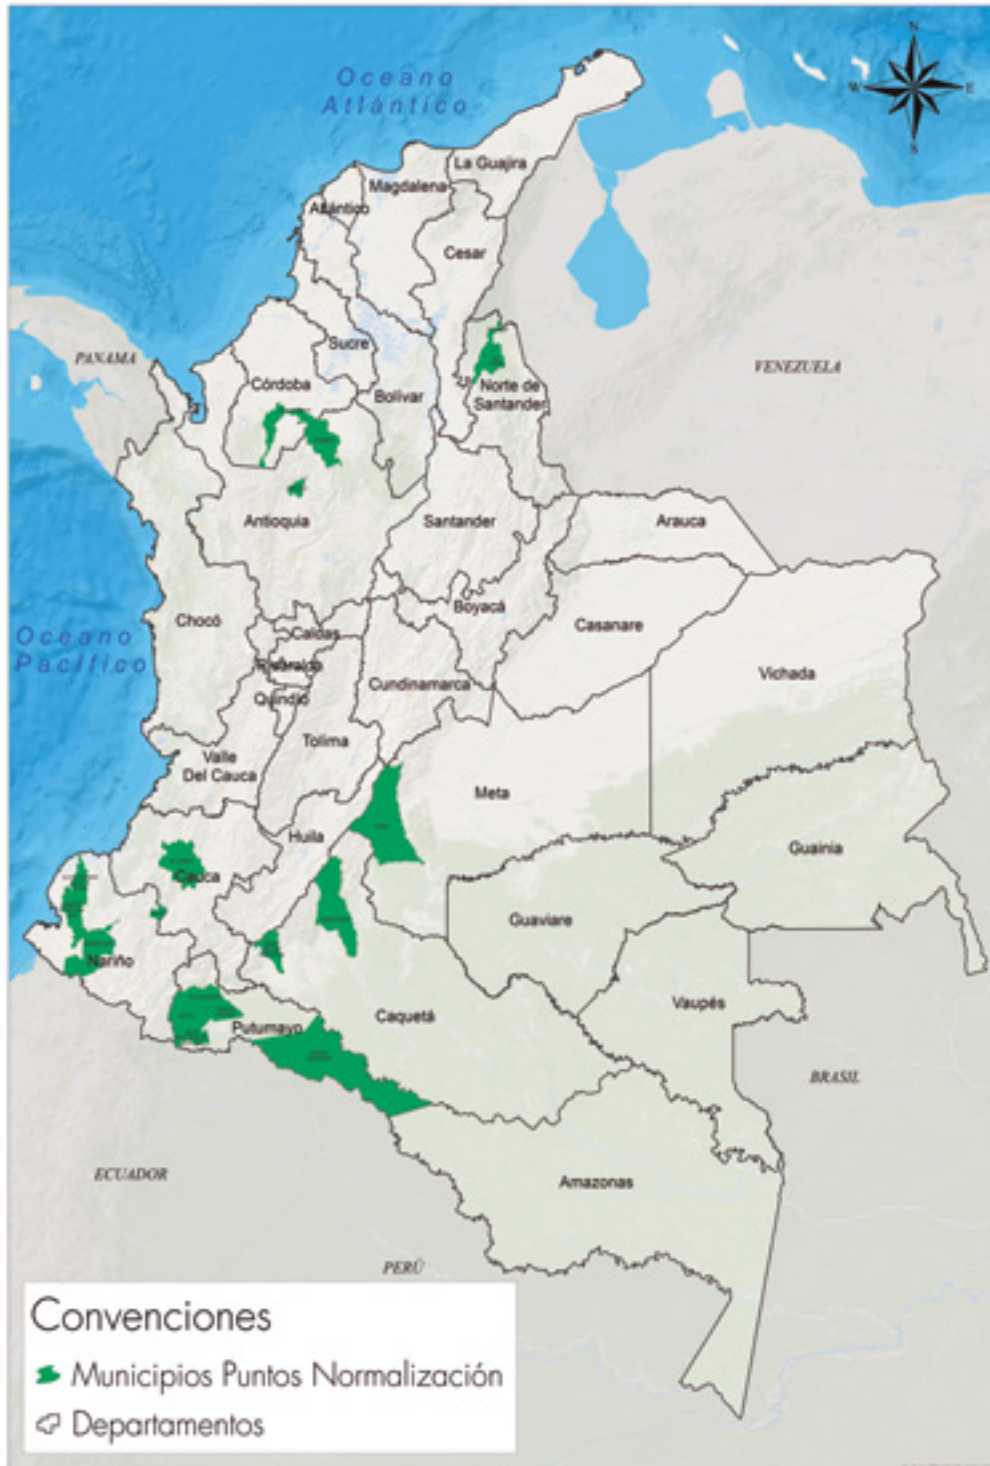 N
Oceano
Atlántico
W
E
S
La Guajira
Magdalena
Atlántico
Cesar
Sucre
PANAMA
VENEZUELA
Córdoba
Bolívar
Norte de
Santander
Antioquia
Santander
Arauca
Chocó
Boyacá
Casanare
Oceano
Pacífico
Caldas
Risaralda
Cundinamarca
Vichada
Quindío
Tolima
Valle
Del Cauca
Meta
Huila
Guainia
Cauca
Guaviare
Nariño
Vaupés
Caquetá
Putumayo
BRASIL
ECUADOR
Amazonas
PERÚ
Convenciones
Municipios Puntos Normalización
Departamentos